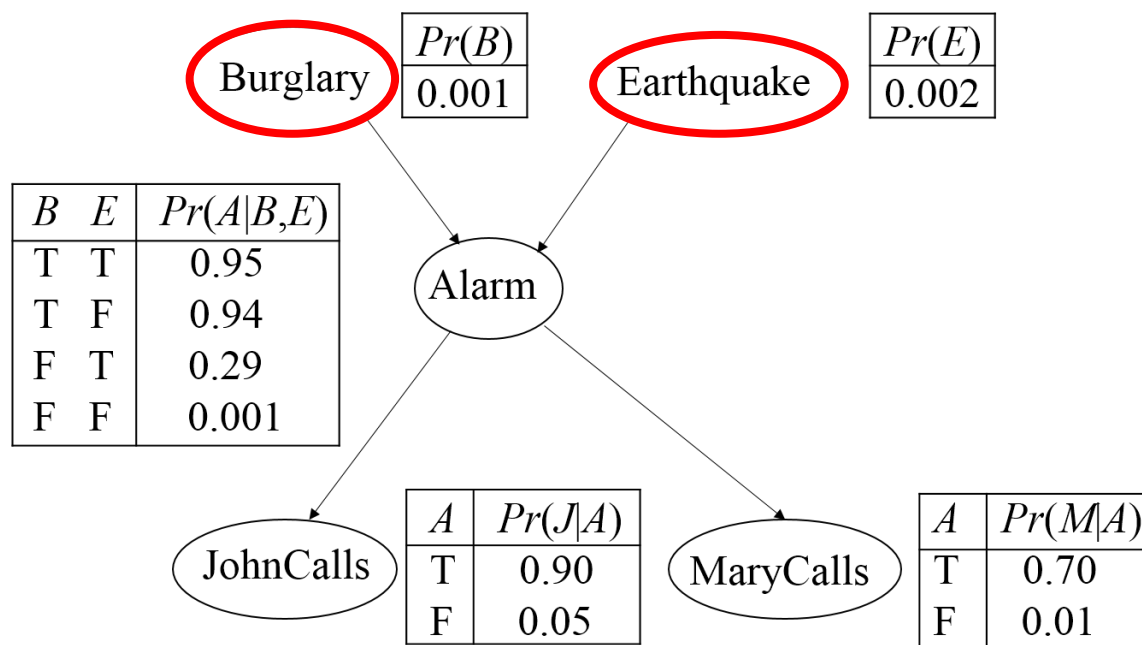 Burglary
Pr(B)
0.001
Earthquake
Pr(E)
0.002
B E Pr(A|B,E)
T T 0.95
T F 0.94
F T 0.29
F F 0.001
Alarm
JohnCalls
A Pr(J|A)
T 0.90
F 0.05
MaryCalls
A Pr(M|A)
T 0.70
F 0.01